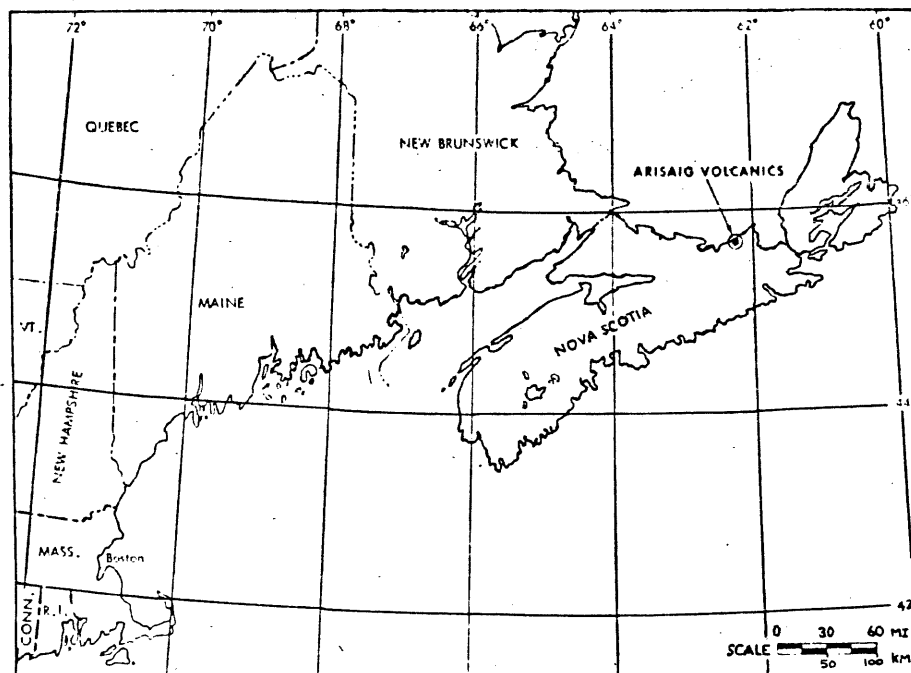 72° 70° 68° 66° 64° 62° 60°
QUEBEC
NEW BRUNSWICK
ARISAIG VOLCANICS
MAINE
VT.
NOVA SCOTIA
NEW HAMPSHIRE
44
MASS.
Boston
CONN.
R.I.
42
0 30 60 MI
SCALE
50 100 KM